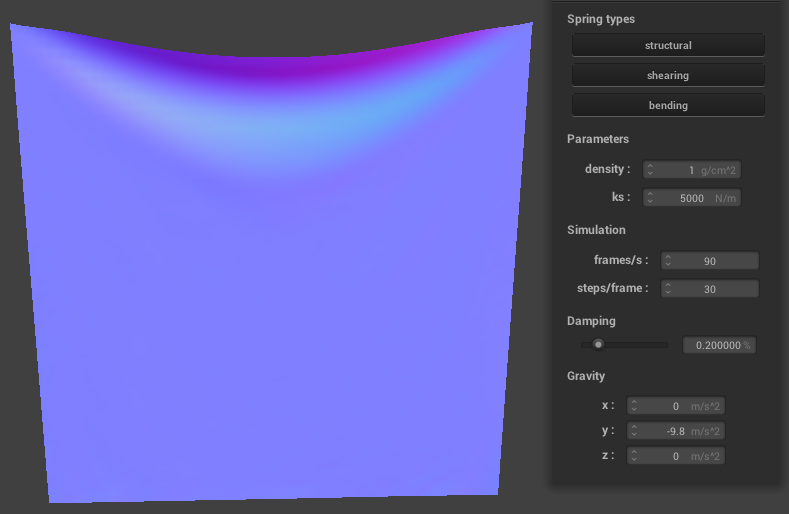 Spring types
structural
shearing
bending
Parameters
density : 1 g/cm^2
ks : 5000 N/m
Simulation
frames/s : 90
steps/frame : 30
Damping
0.200000 %
Gravity
x : 0 m/s^2
y : -9.8 m/s^2
z : 0 m/s^2